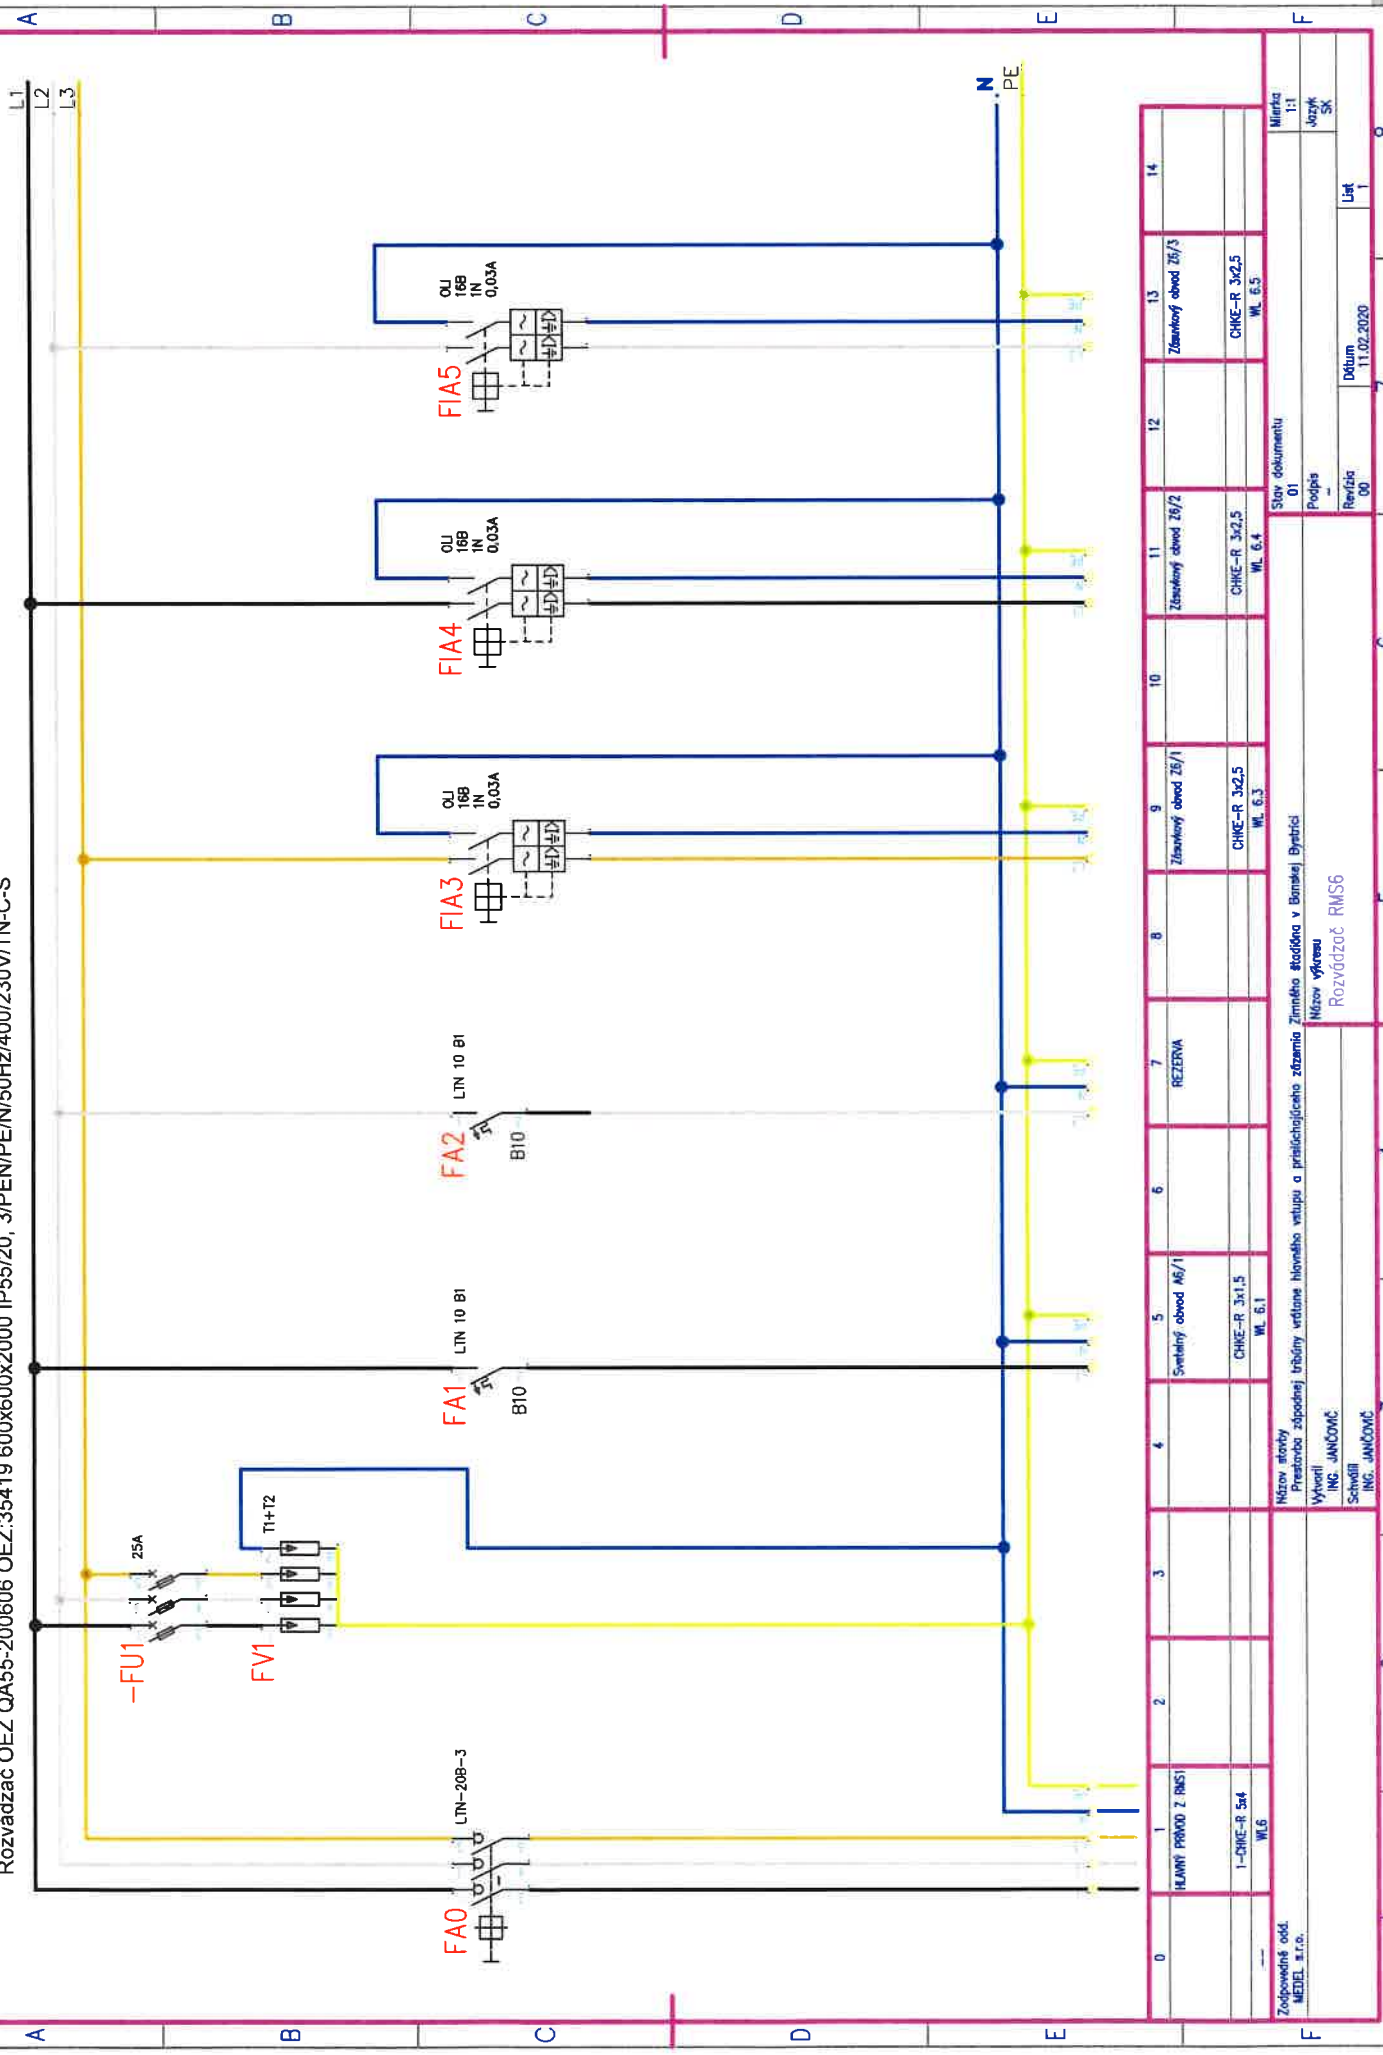 Rozvádzač OEZ QA55-200606 OEZ:35419 600x600x2000 IP55/20, 3/PEN/PE/N/50Hz/400/230V/TN-C-S
A
B
C
D
E
F
L1
L2
L3
N
PE
-FU1
25A
FV1
T1+T2
FA0
LTN-20B-3
FA1
LTN 10 B1
B10
FA2
LTN 10 B1
B10
FIA3
OLI
16B
1N
0,03A
FIA4
OLI
16B
1N
0,03A
FIA5
OLI
16B
1N
0,03A
0
1
2
3
4
5
6
7
8
9
10
11
12
13
14
HLAVNÝ PRÍVOD Z RMS1
Svetelný obvod A6/1
REZERVA
Zásuvkový obvod Z6/1
Zásuvkový obvod Z6/2
Zásuvkový obvod Z6/3
1-CHKE-R 5x4
CHKE-R 3x1,5
CHKE-R 3x2,5
CHKE-R 3x2,5
CHKE-R 3x2,5
--
WL6
WL 6.1
WL 6.3
WL 6.4
WL 6.5
Zodpovedné odd.
MEDEL s.r.o.
Názov stavby
Prestavba západnej tribúny vrátane hlavného vstupu a prislúchajúceho zázemia Zimného štadióna v Banskej Bystrici
Vytvoril
ING. JANČOVIČ
Schválil
ING. JANČOVIČ
Názov výkresu
Rozvádzač RMS6
Stav dokumentu
01
Podpis
-
Revízia
00
Dátum
11.02.2020
List
1
Mierka
1:1
Jazyk
SK
A
B
C
D
E
F